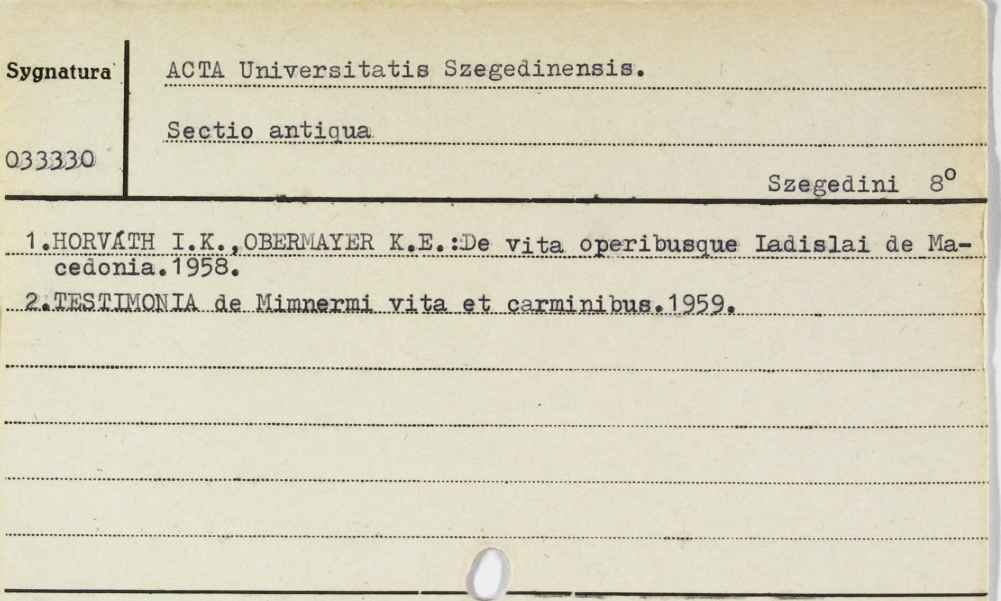 Sygnatura
ACTA Universitatis Szegedinensis.
Sectio antiqua
033330
Szegedini 8º
1.HORVÁTH I.K.,OBERMAYER K.E.:De vita operibusque Ladislai de Ma-
cedonia.1958.
2.TESTIMONIA de Mimnermi vita et carminibus.1959.